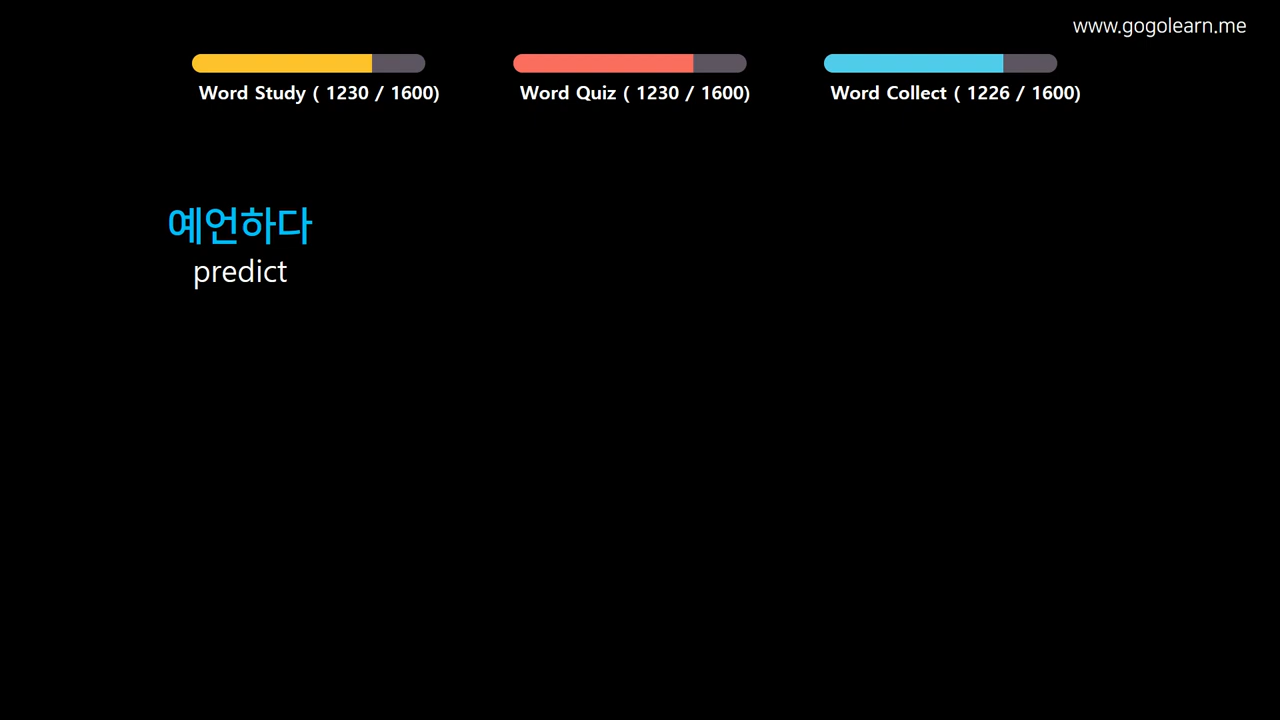 www.gogolearn.me
Word Study ( 1230 / 1600)
Word Quiz ( 1230 / 1600)
Word Collect ( 1226 / 1600)
예언하다
predict